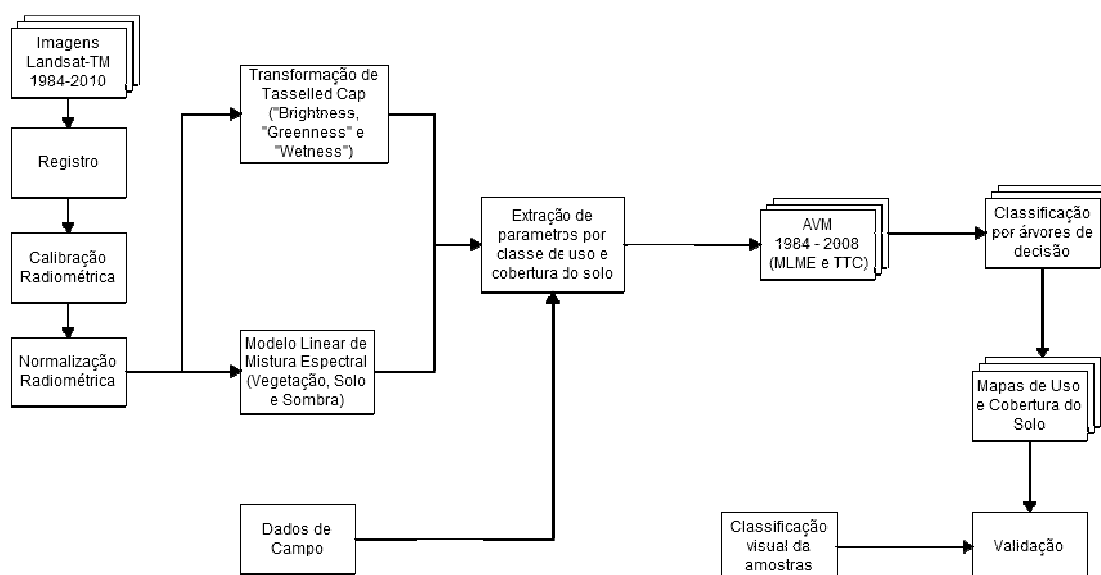 Imagens
Landsat-TM
1984-2010
Registro
Calibração
Radiométrica
Normalização
Radiométrica
Transformação de
Tasselled Cap
("Brightness,
"Greenness" e
"Wetness")
Modelo Linear de
Mistura Espectral
(Vegetação, Solo
e Sombra)
Dados de
Campo
Extração de
parametros por
classe de uso e
cobertura do solo
AVM
1984 - 2008
(MLME e TTC)
Classificação
por árvores de
decisão
Mapas de Uso
e Cobertura do
Solo
Classificação
visual da
amostras
Validação